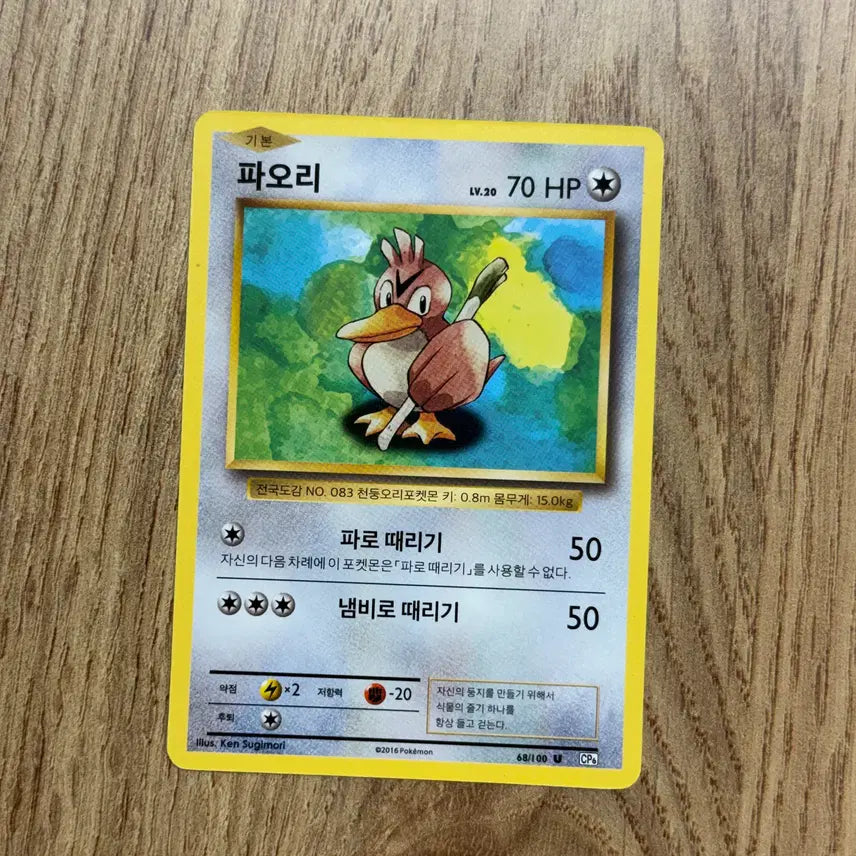 기본
파오리
LV.20 70 HP
전국도감 NO. 083 천둥오리포켓몬 키: 0.8m 몸무게: 15.0kg
파로 때리기 50
자신의 다음 차례에 이 포켓몬은 「파로 때리기」를 사용할 수 없다.
냄비로 때리기 50
약점 ×2 저항력 -20
후퇴
자신의 둥지를 만들기 위해서
식물의 줄기 하나를
항상 들고 걷는다.
Illus. Ken Sugimori
©2016 Pokémon
68/100 U CP6